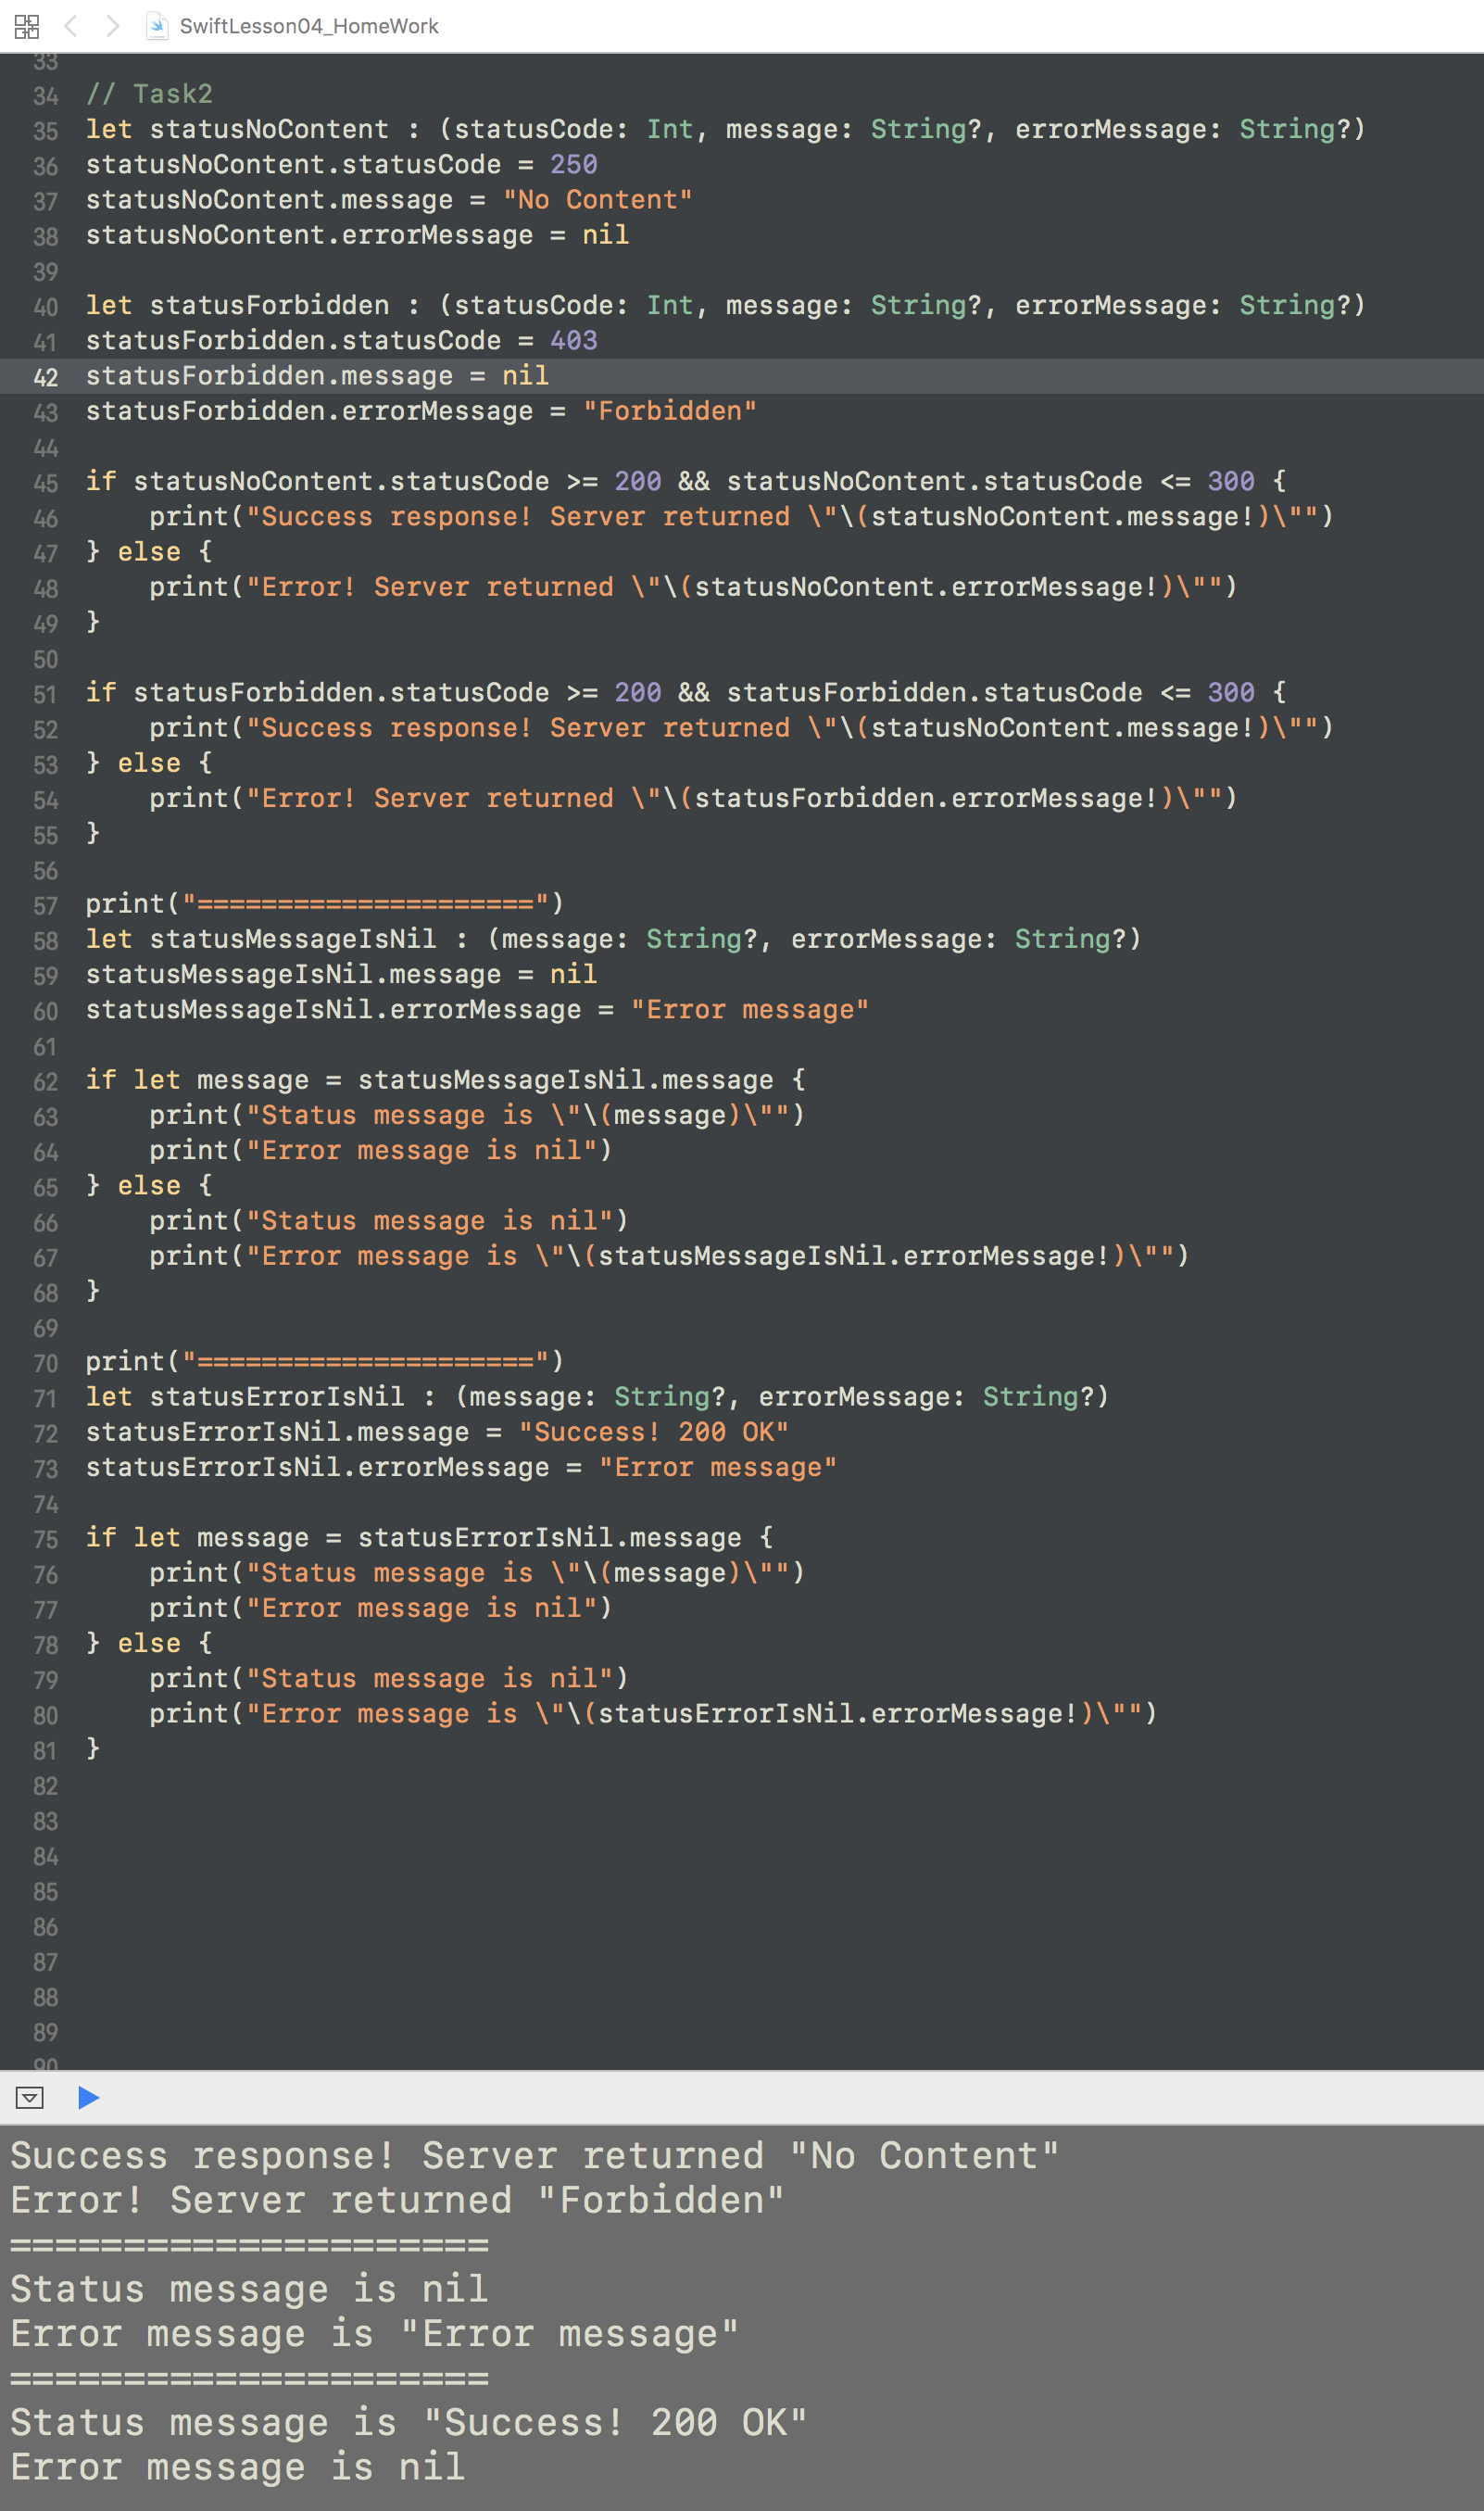 SwiftLesson04_HomeWork
33
34 // Task2
35 let statusNoContent : (statusCode: Int, message: String?, errorMessage: String?)
36 statusNoContent.statusCode = 250
37 statusNoContent.message = "No Content"
38 statusNoContent.errorMessage = nil
39
40 let statusForbidden : (statusCode: Int, message: String?, errorMessage: String?)
41 statusForbidden.statusCode = 403
42 statusForbidden.message = nil
43 statusForbidden.errorMessage = "Forbidden"
44
45 if statusNoContent.statusCode >= 200 && statusNoContent.statusCode <= 300 {
46     print("Success response! Server returned \"\(statusNoContent.message!)\"")
47 } else {
48     print("Error! Server returned \"\(statusNoContent.errorMessage!)\"")
49 }
50
51 if statusForbidden.statusCode >= 200 && statusForbidden.statusCode <= 300 {
52     print("Success response! Server returned \"\(statusNoContent.message!)\"")
53 } else {
54     print("Error! Server returned \"\(statusForbidden.errorMessage!)\"")
55 }
56
57 print("=====================")
58 let statusMessageIsNil : (message: String?, errorMessage: String?)
59 statusMessageIsNil.message = nil
60 statusMessageIsNil.errorMessage = "Error message"
61
62 if let message = statusMessageIsNil.message {
63     print("Status message is \"\(message)\"")
64     print("Error message is nil")
65 } else {
66     print("Status message is nil")
67     print("Error message is \"\(statusMessageIsNil.errorMessage!)\"")
68 }
69
70 print("=====================")
71 let statusErrorIsNil : (message: String?, errorMessage: String?)
72 statusErrorIsNil.message = "Success! 200 OK"
73 statusErrorIsNil.errorMessage = "Error message"
74
75 if let message = statusErrorIsNil.message {
76     print("Status message is \"\(message)\"")
77     print("Error message is nil")
78 } else {
79     print("Status message is nil")
80     print("Error message is \"\(statusErrorIsNil.errorMessage!)\"")
81 }
82
83
84
85
86
87
88
89
90
Success response! Server returned "No Content"
Error! Server returned "Forbidden"
=====================
Status message is nil
Error message is "Error message"
=====================
Status message is "Success! 200 OK"
Error message is nil